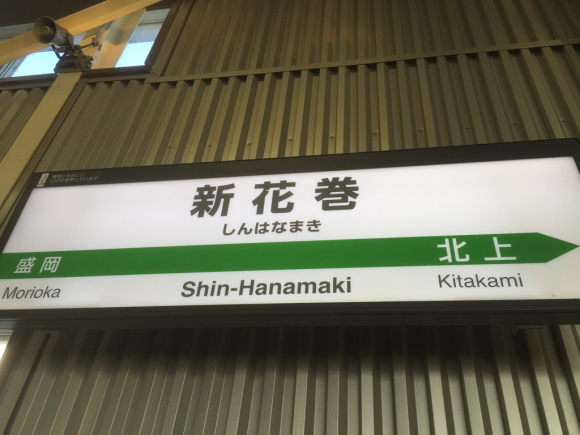 新花巻
しんはなまき
盛岡
北上
Morioka
Shin-Hanamaki
Kitakami